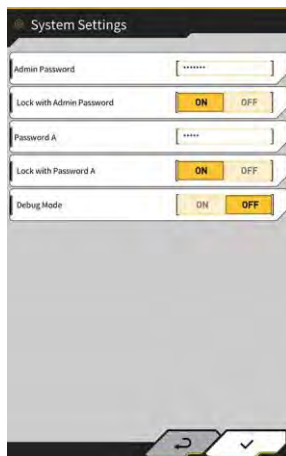 System Settings
Admin Password [ ······· ]
Lock with Admin Password [ ON OFF ]
Password A [ ····· ]
Lock with Password A [ ON OFF ]
Debug Mode [ ON OFF ]